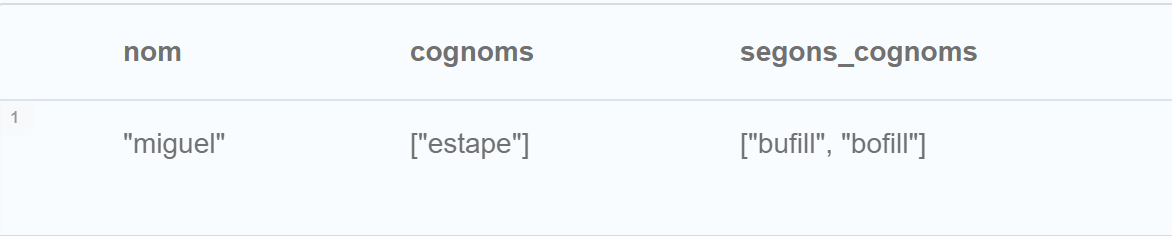 nom cognoms segons_cognoms
1
"miguel" ["estape"] ["bufill", "bofill"]